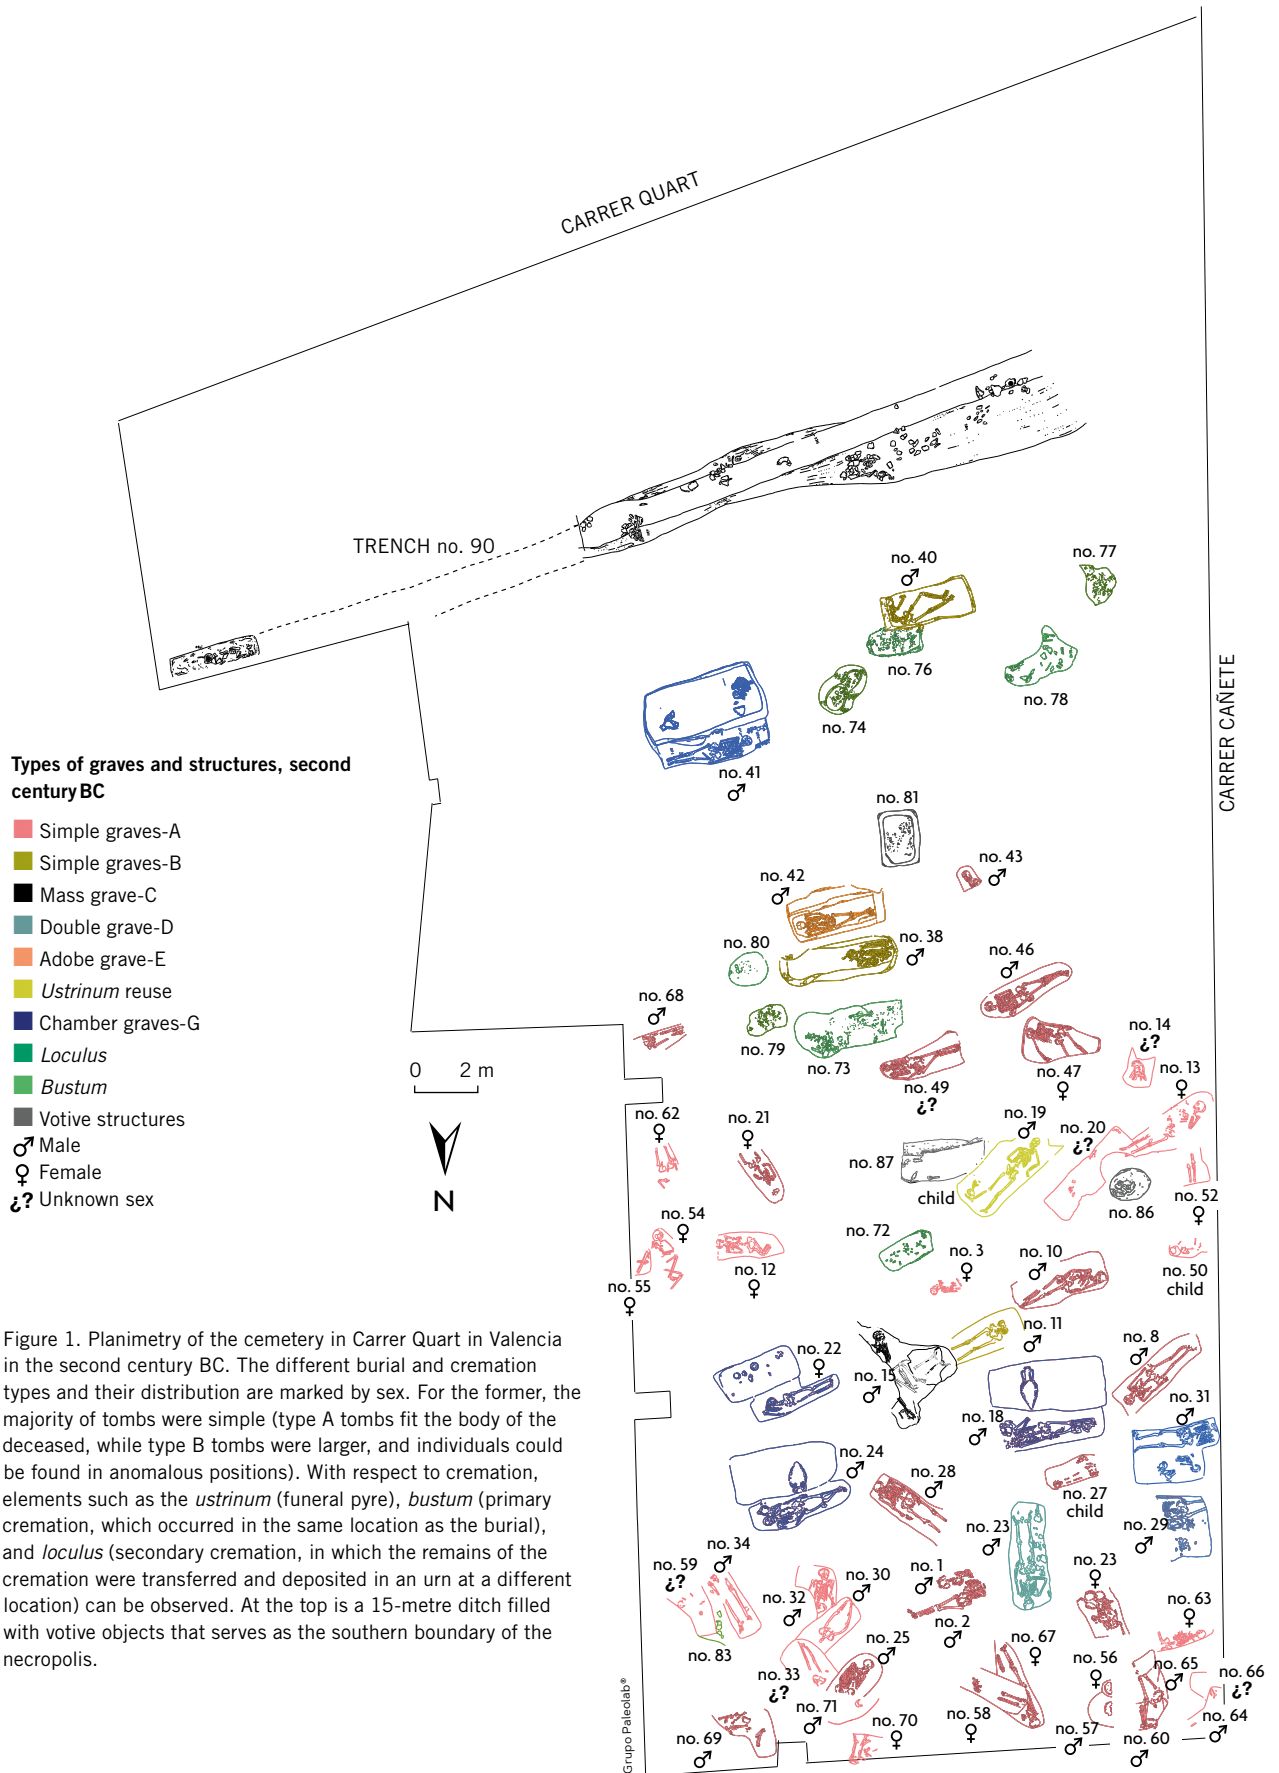 CARRER QUART
TRENCH no. 90
no. 40
♂
no. 77
no. 76
no. 78
no. 74
CARRER CAÑETE
no. 41
♂
Types of graves and structures, second
century BC
Simple graves-A
Simple graves-B
Mass grave-C
Double grave-D
Adobe grave-E
Ustrinum reuse
Chamber graves-G
Loculus
Bustum
Votive structures
♂ Male
♀ Female
¿? Unknown sex
0 2 m
N
no. 81
no. 43
♂
no. 42
♂
no. 80
no. 38
♂
no. 46
♂
no. 68
♂
no. 79
no. 73
no. 49
¿?
no. 47
♀
no. 14
¿?
no. 13
♀
no. 62
♀
no. 21
♀
no. 19
♂
no. 20
¿?
no. 87
child
no. 86
no. 52
♀
no. 54
♀
no. 55
♀
no. 12
♀
no. 72
no. 3
♀
no. 10
♂
no. 50
child
no. 11
♂
no. 22
♀
no. 15
♂
no. 8
♂
no. 31
♂
no. 18
♂
no. 24
♂
no. 28
♂
no. 27
child
no. 23
♂
no. 29
♂
no. 34
♂
no. 59
¿?
no. 30
♂
no. 32
♂
no. 1
♂
no. 2
♂
no. 23
♀
no. 63
♀
no. 83
no. 25
♂
no. 67
♀
no. 33
¿?
no. 56
♀
no. 65
♂
no. 66
¿?
no. 71
♂
no. 70
♀
no. 58
♀
no. 57
♂
no. 64
♂
no. 69
♂
no. 60
♂
Figure 1. Planimetry of the cemetery in Carrer Quart in Valencia
in the second century BC. The different burial and cremation
types and their distribution are marked by sex. For the former, the
majority of tombs were simple (type A tombs fit the body of the
deceased, while type B tombs were larger, and individuals could
be found in anomalous positions). With respect to cremation,
elements such as the ustrinum (funeral pyre), bustum (primary
cremation, which occurred in the same location as the burial),
and loculus (secondary cremation, in which the remains of the
cremation were transferred and deposited in an urn at a different
location) can be observed. At the top is a 15-metre ditch filled
with votive objects that serves as the southern boundary of the
necropolis.
Grupo Paleolab®